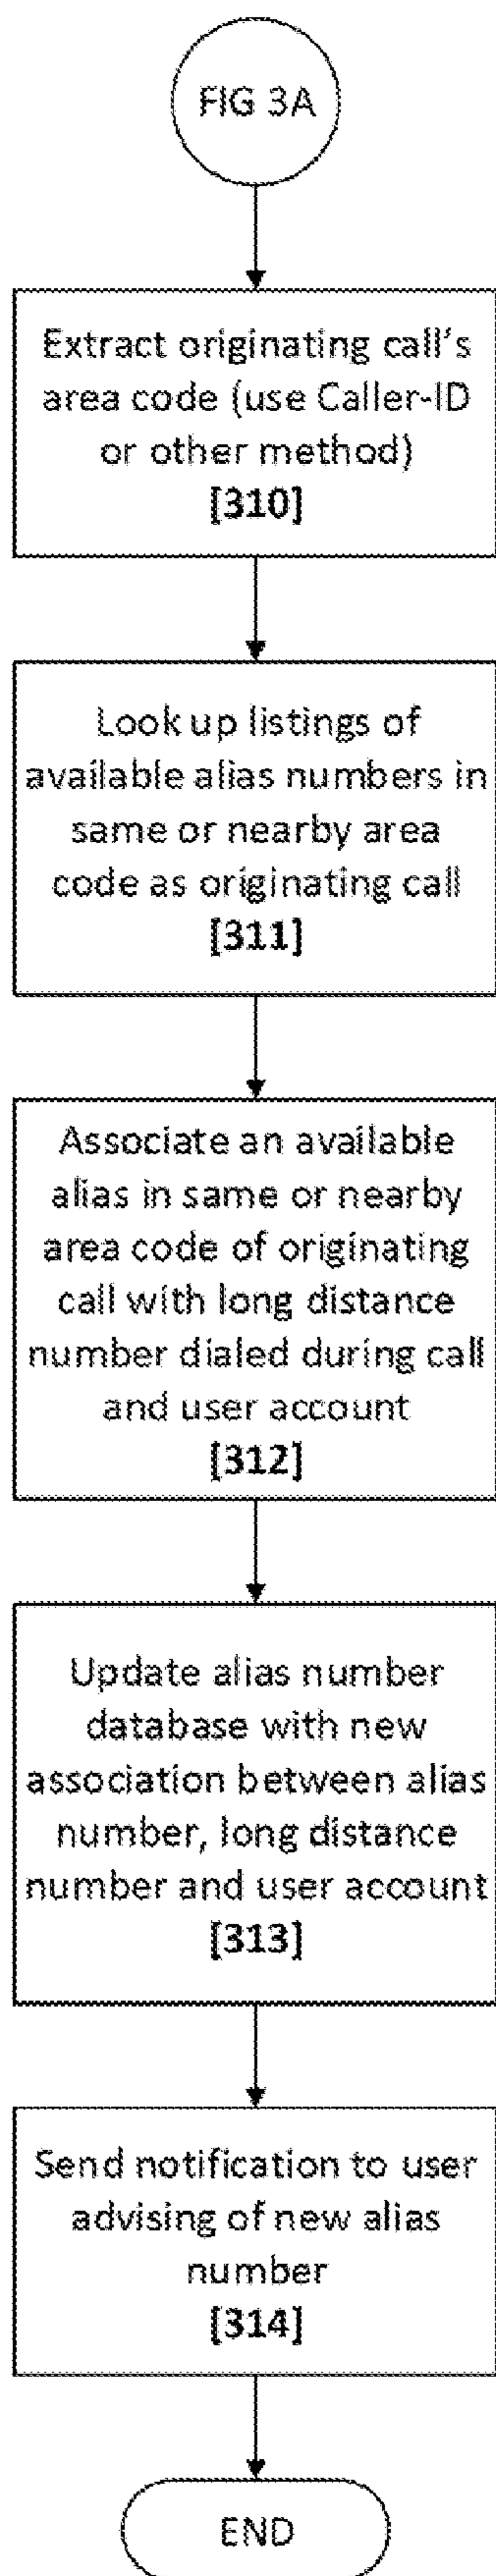 FIG 3A
Extract originating call's
area code (use Caller-ID
or other method)
[310]
Look up listings of
available alias numbers in
same or nearby area
code as originating call
[311]
Associate an available
alias in same or nearby
area code of originating
call with long distance
number dialed during call
and user account
[312]
Update alias number
database with new
association between alias
number, long distance
number and user account
[313]
Send notification to user
advising of new alias
number
[314]
END